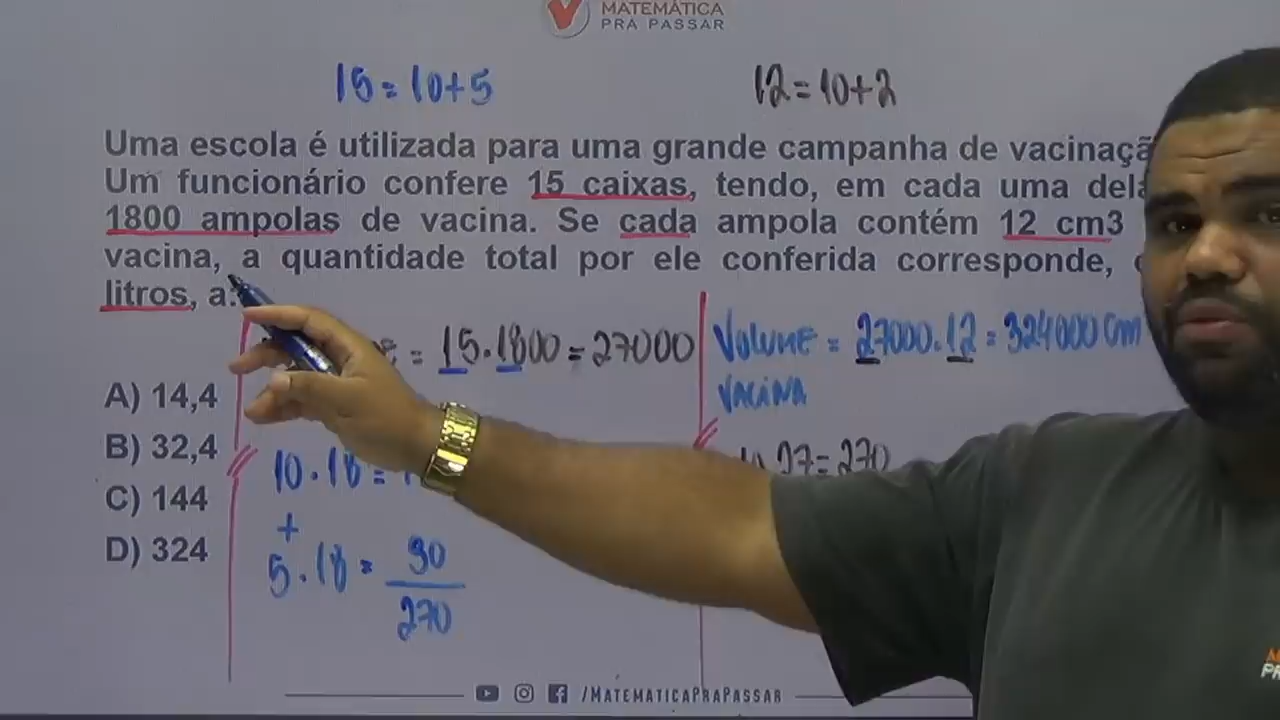 MATEMÁTICA
PRA PASSAR
15 = 10+5
12 = 10+2
Uma escola é utilizada para uma grande campanha de
Um funcionário confere 15 caixas, tendo, em cada uma
1800 ampolas de vacina. Se cada ampola contém 12 cm3
vacina, a quantidade total por ele conferida corresponde,
litros, a:
= 15.1800 = 27000
VOLUME = 27000.12 = 324000 cm
VACINA
A) 14,4
B) 32,4
C) 144
D) 324
10.18 =
+
5.18 = 90
270
27 = 270
/MATEMATICAPRAPASSAR